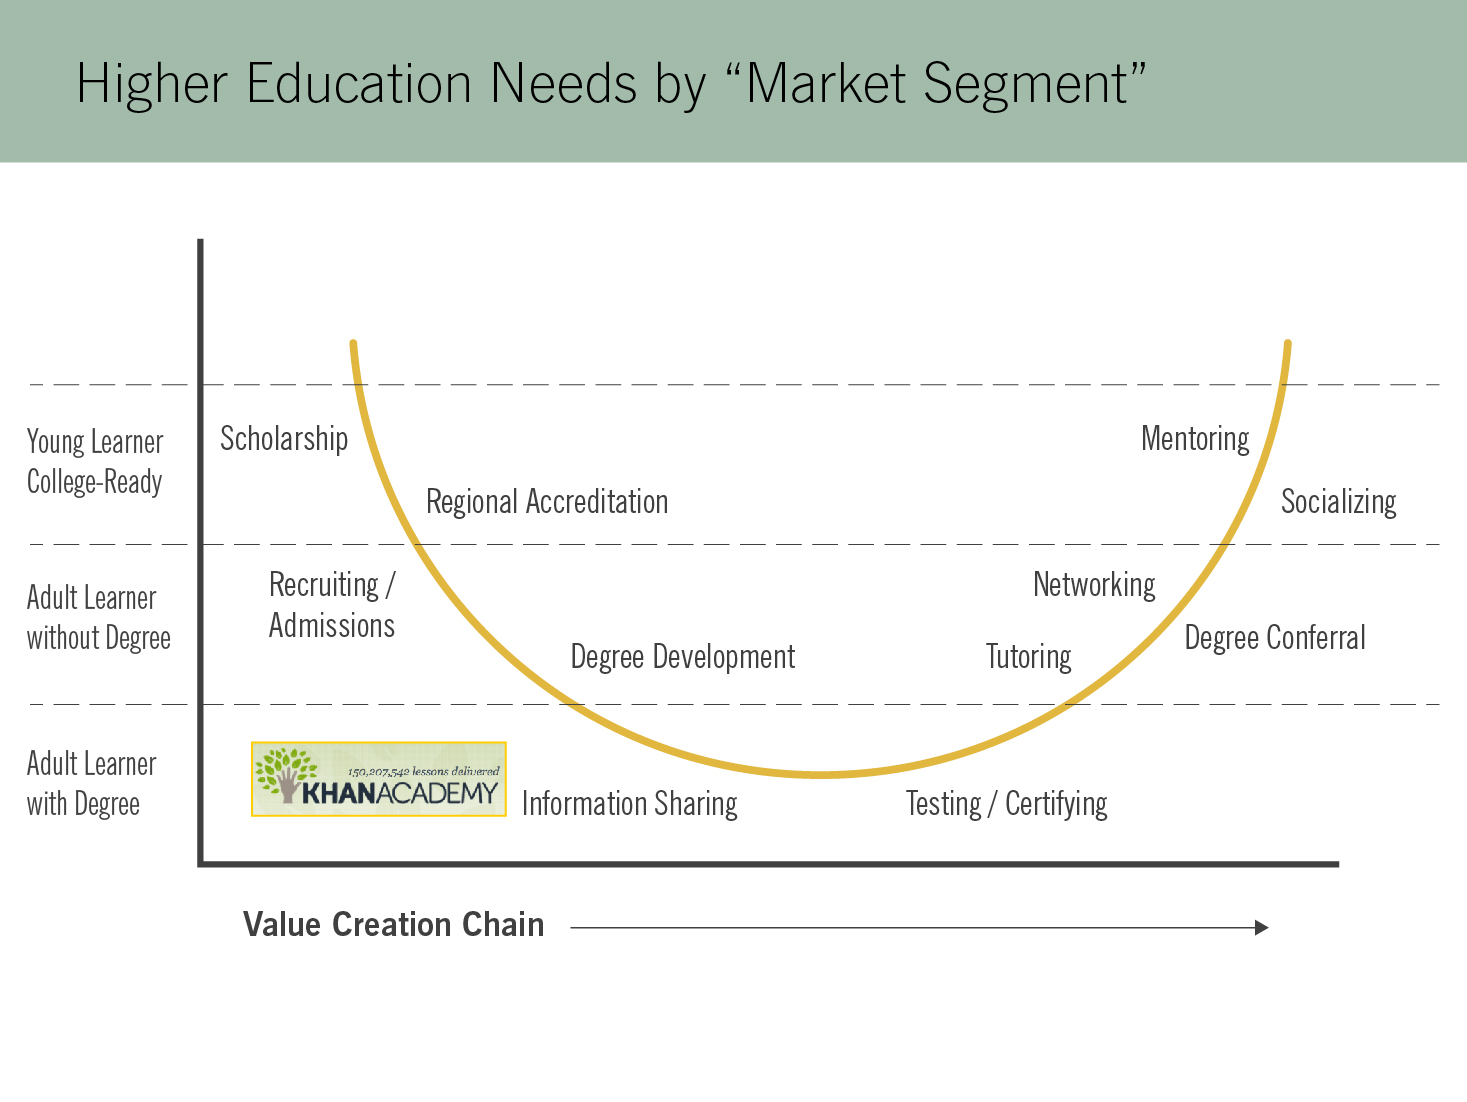 Higher Education Needs by “Market Segment”
Young Learner
College-Ready
Scholarship
Regional Accreditation
Mentoring
Socializing
Adult Learner
without Degree
Recruiting /
Admissions
Degree Development
Networking
Tutoring
Degree Conferral
Adult Learner
with Degree
150,207,542 lessons delivered
KHANACADEMY
Information Sharing
Testing / Certifying
Value Creation Chain